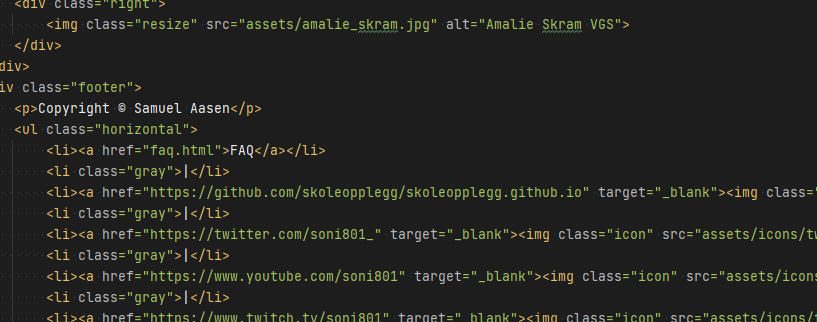 <div class="right">
<img class="resize" src="assets/amalie_skram.jpg" alt="Amalie Skram VGS">
</div>
div>
iv class="footer">
<p>Copyright © Samuel Aasen</p>
<ul class="horizontal">
<li><a href="faq.html">FAQ</a></li>
<li class="gray">|</li>
<li><a href="https://github.com/skoleopplegg/skoleopplegg.github.io" target="_blank"><img class=
<li class="gray">|</li>
<li><a href="https://twitter.com/soni801_" target="_blank"><img class="icon" src="assets/icons/tw
<li class="gray">|</li>
<li><a href="https://www.youtube.com/soni801" target="_blank"><img class="icon" src="assets/icons
<li class="gray">|</li>
<li><a href="https://www.twitch.tv/soni801" target="_blank"><img class="icon" src="assets/icons/